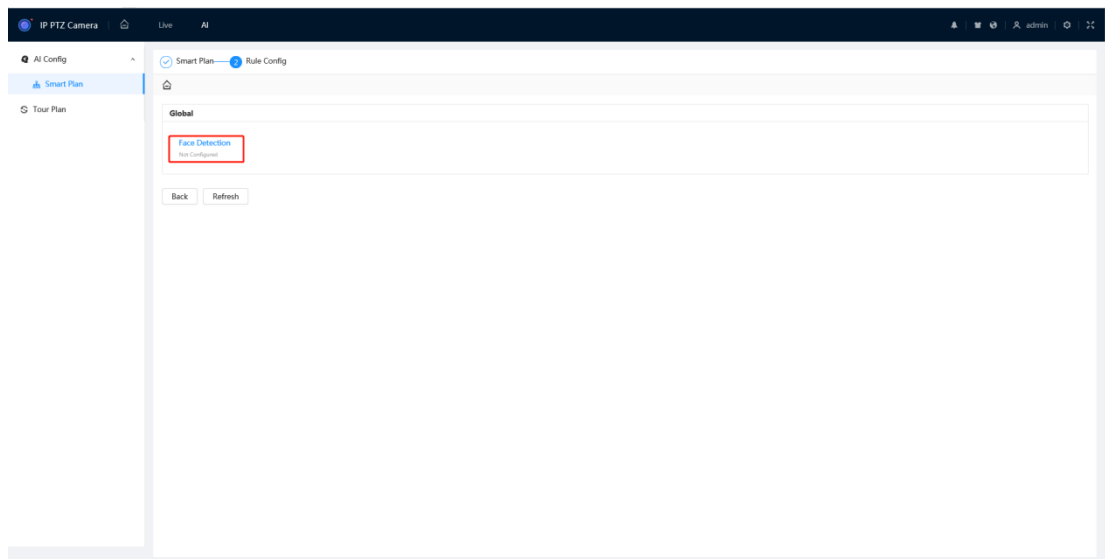 IP PTZ Camera Live AI admin
AI Config
Smart Plan
Tour Plan
Smart Plan 2 Rule Config
Global
Face Detection
Not Configured
Back Refresh